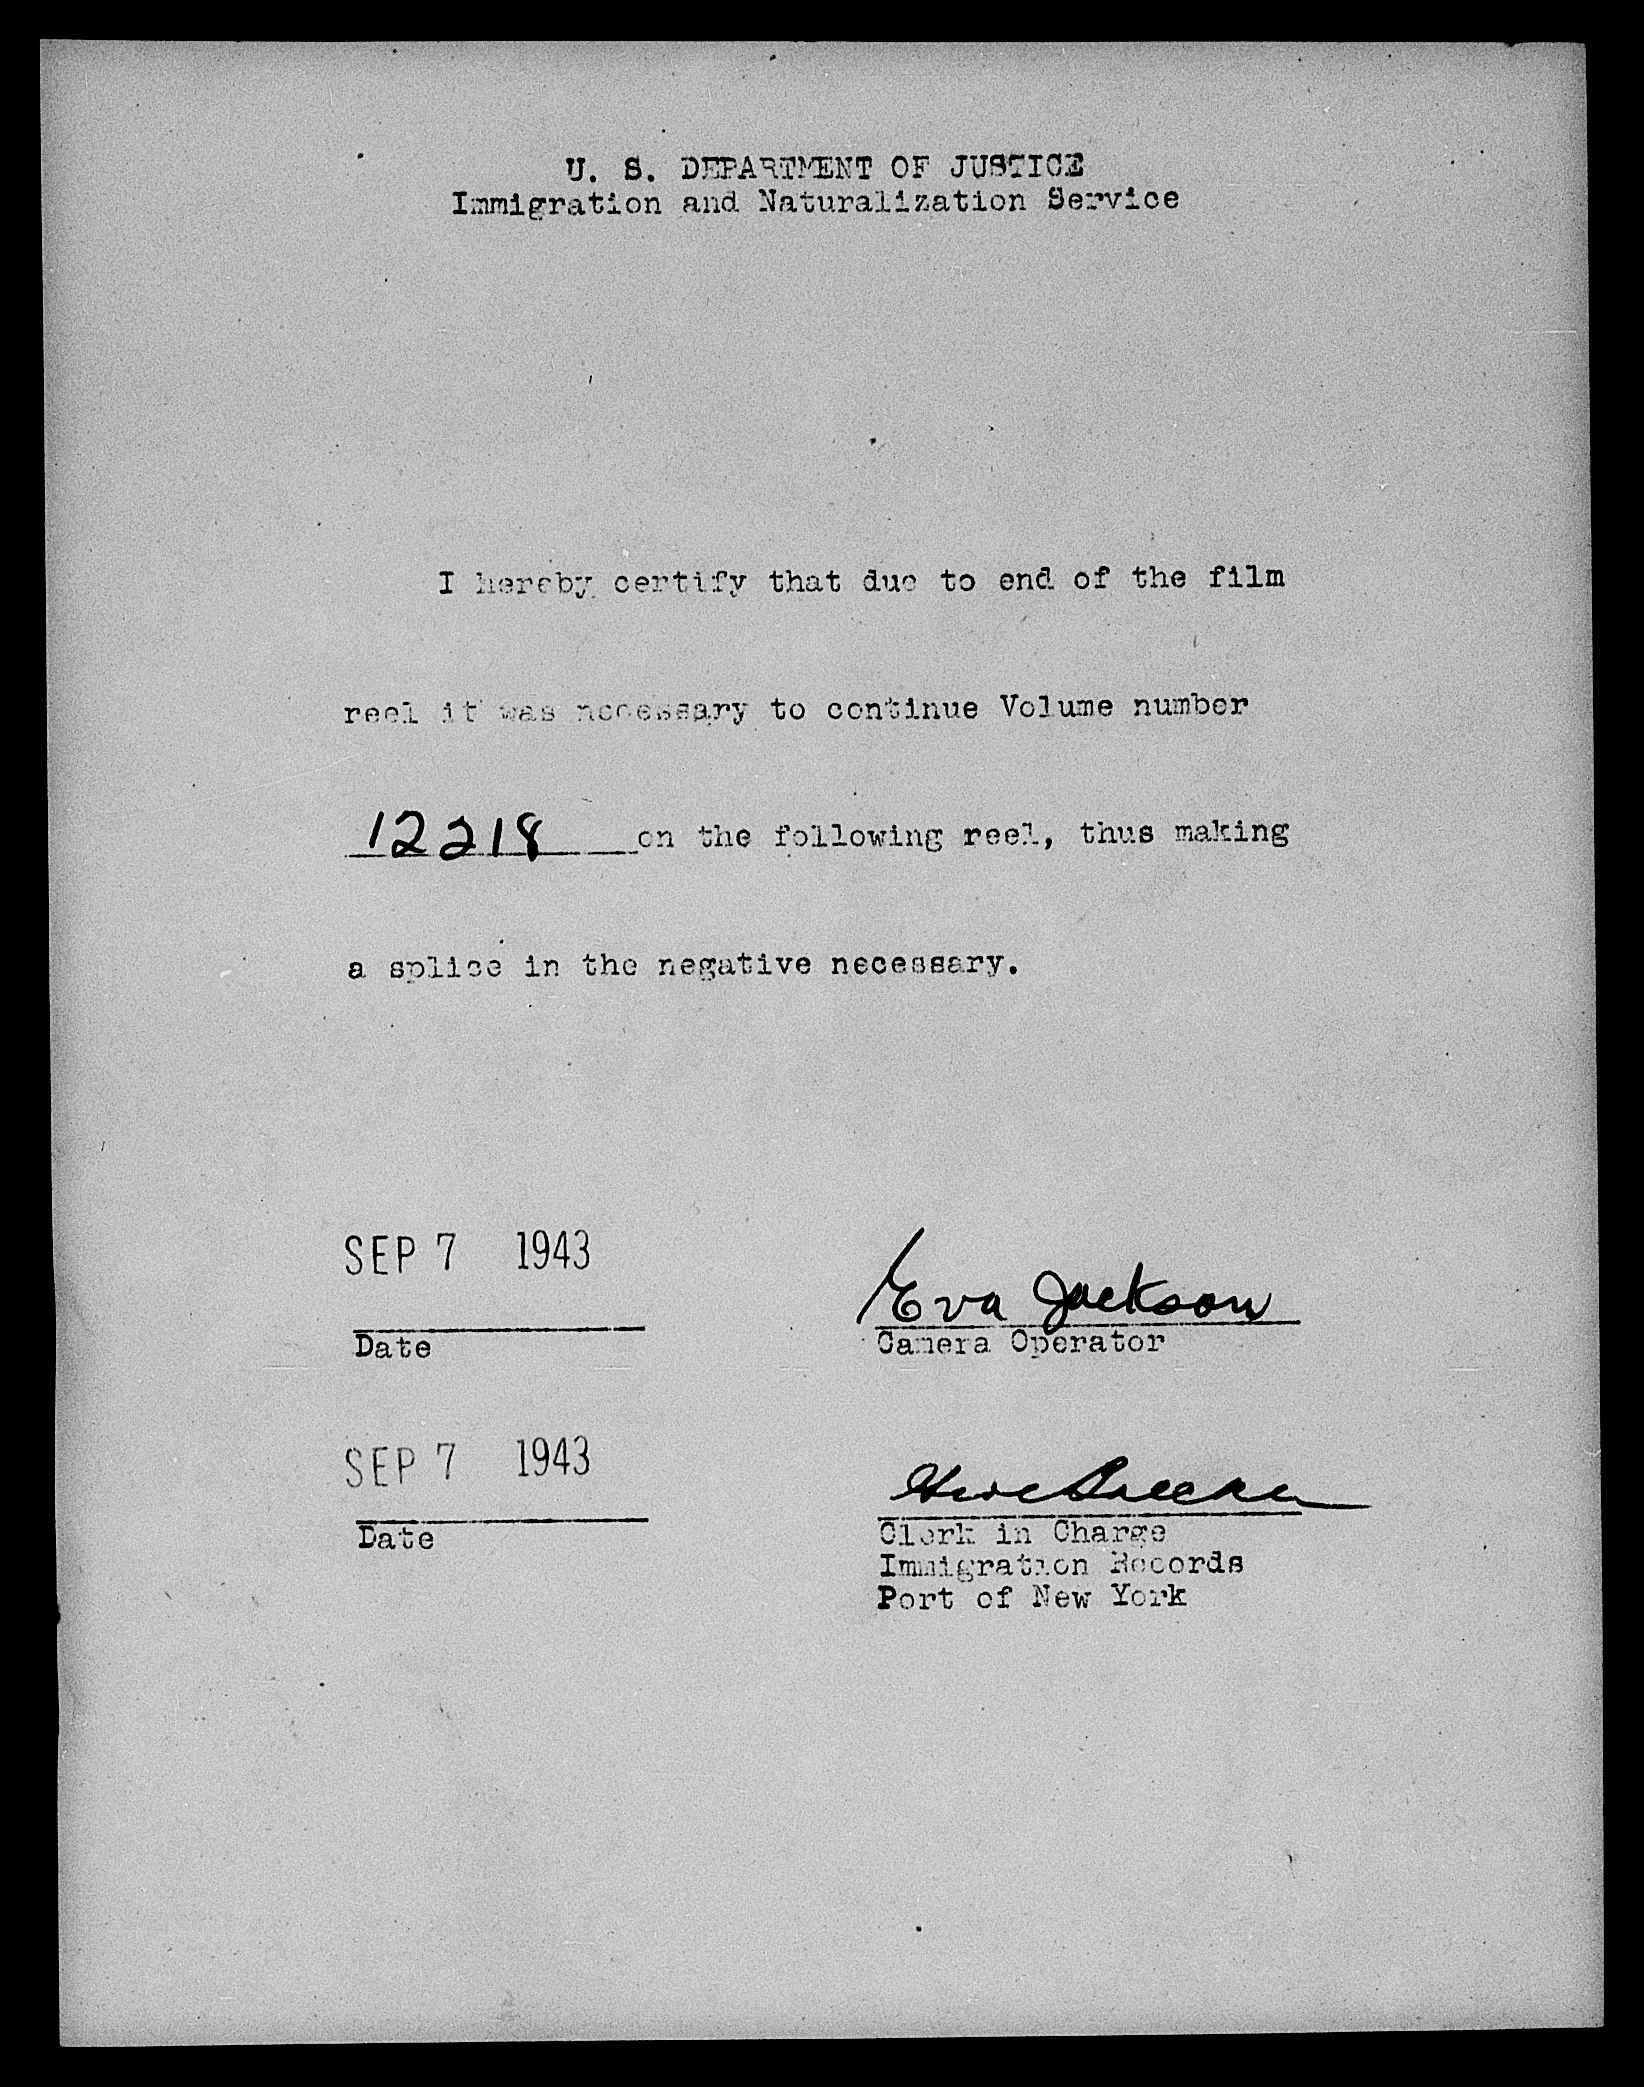 U. S. DEPARTMENT OF JUSTICE
Immigration and Naturalization Service
I hereby certify that due to end of the film
reel it was necessary to continue Volume number
12218 on the following reel, thus making
a splice in the negative necessary.
SEP 7 1943
Eva Jackson
Date
Camera Operator
SEP 7 1943
Date
Clerk in Charge
Immigration Records
Port of New York